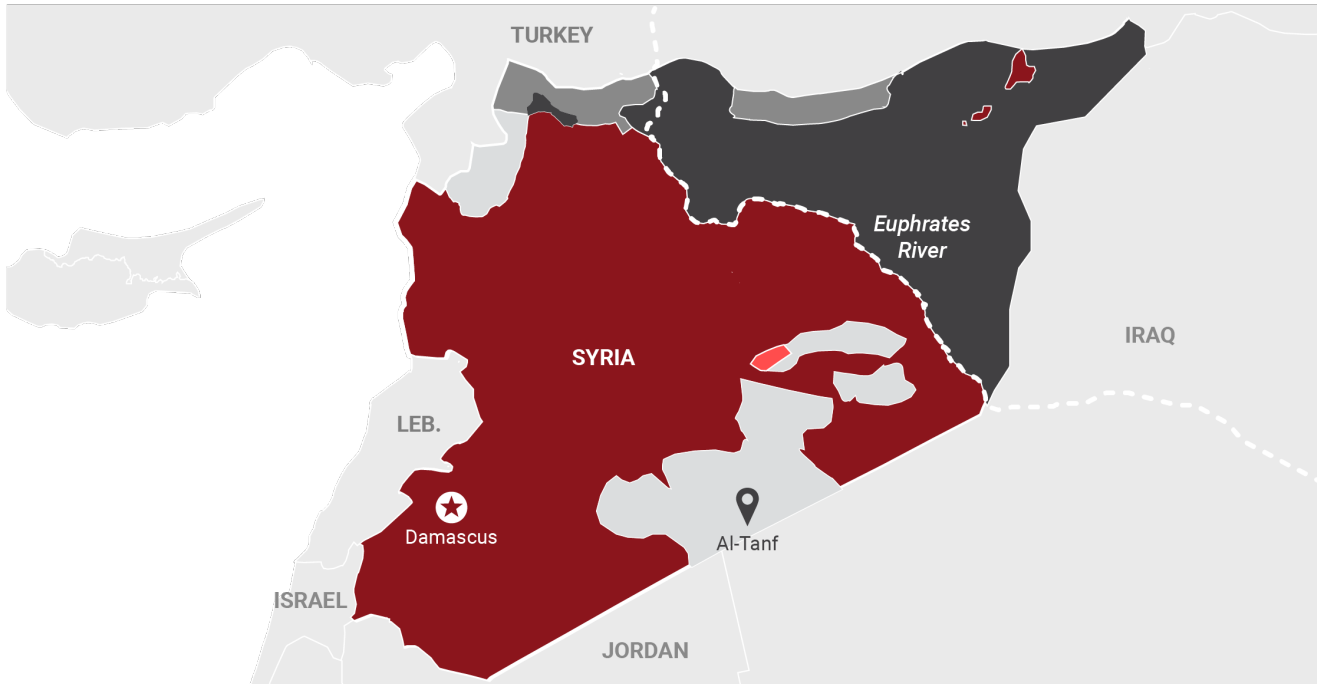 TURKEY
Euphrates
River
IRAQ
SYRIA
LEB.
Damascus
Al-Tanf
ISRAEL
JORDAN